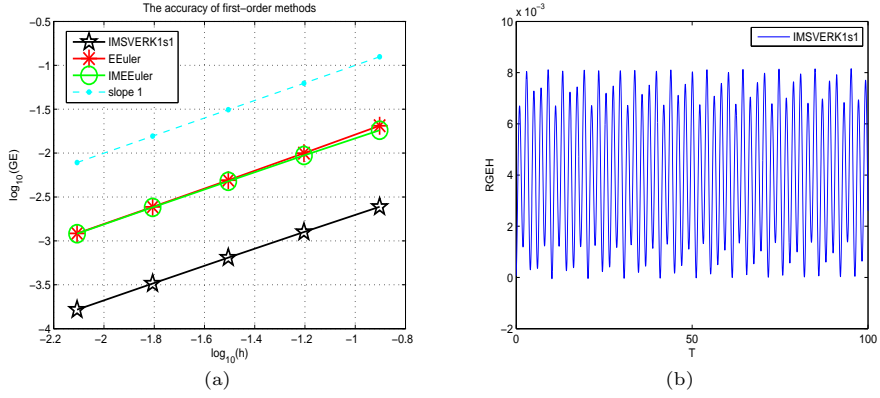 The accuracy of first−order methods
−0.5
−1
−1.5
−2
−2.5
−3
−3.5
−4
log10(GE)
IMSVERK1s1
EEuler
IMEEuler
slope 1
−2.2
−2
−1.8
−1.6
−1.4
−1.2
−1
−0.8
log10(h)
(a)
x 10−3
10
8
6
4
2
0
−2
RGEH
IMSVERK1s1
0
50
100
T
(b)